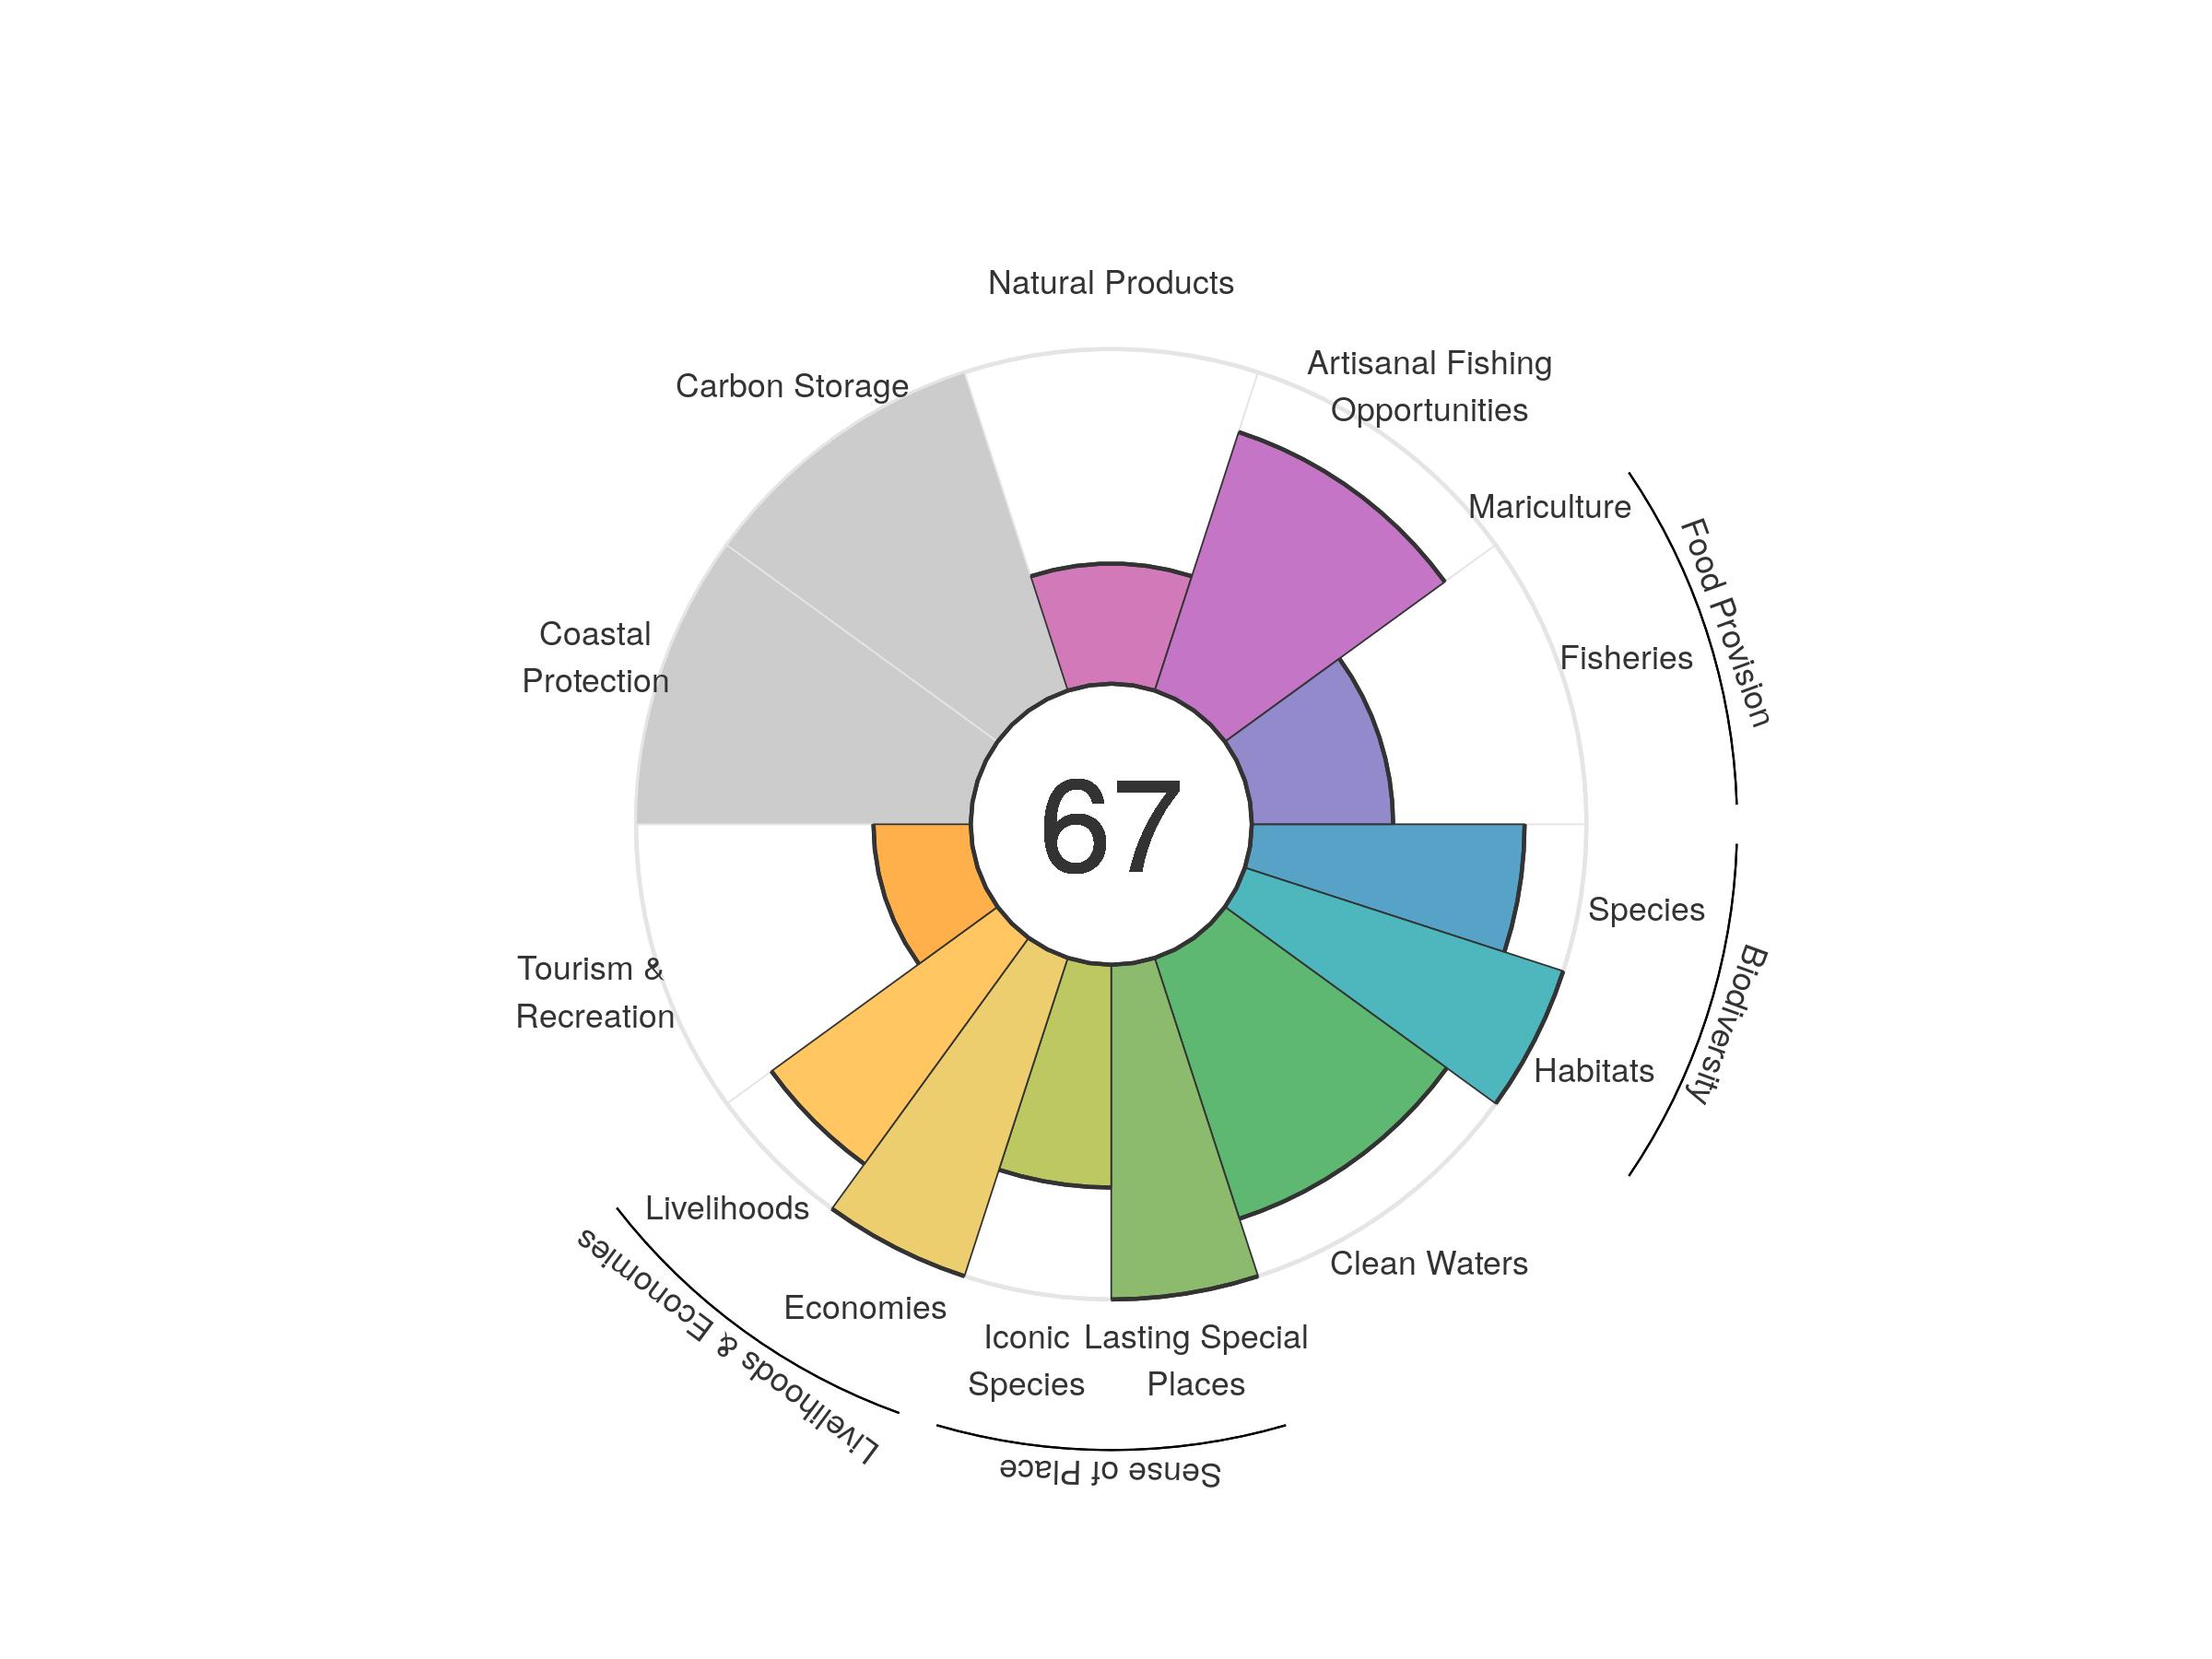 Natural Products
Carbon Storage
Artisanal Fishing
Opportunities
Mariculture
Food Provision
Fisheries
Coastal
Protection
67
Species
Biodiversity
Tourism &
Recreation
Habitats
Livelihoods
Clean Waters
Livelihoods & Economies
Economies
Iconic
Species
Lasting Special
Places
Sense of Place